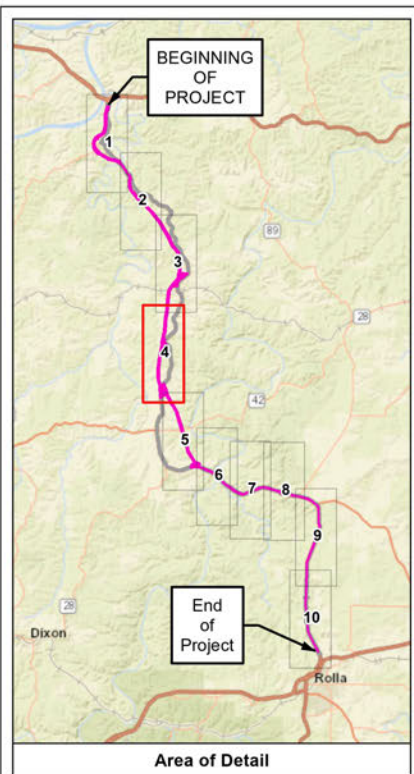 BEGINNING
OF
PROJECT
1
2
89
3
28
4
42
5
6
7
8
9
28
10
End
of
Project
Dixon
Rolla
Area of Detail